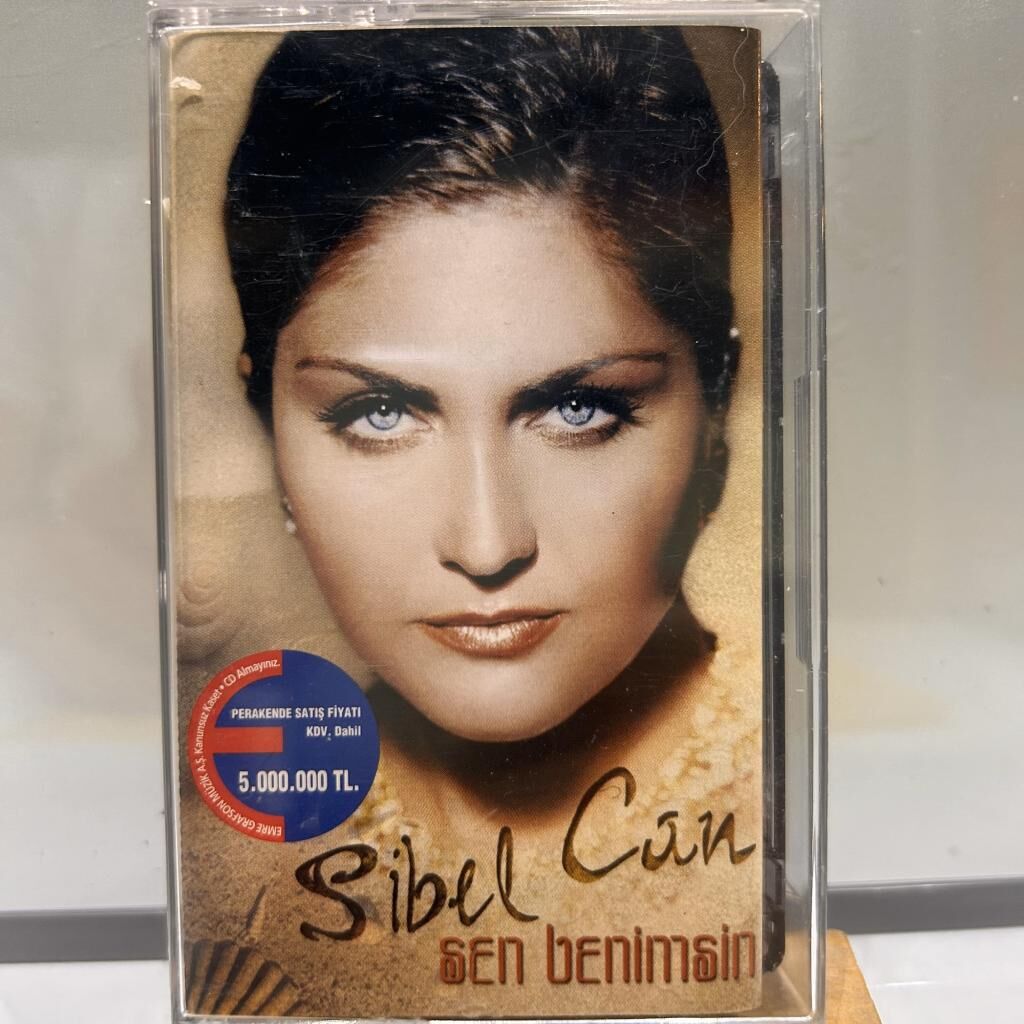 EMRE GRAFSON MÜZİK A.Ş. Kanunsuz Kaset • CD Almayınız.
PERAKENDE SATIŞ FİYATI
KDV. Dahil
5.000.000 TL.
Sibel Can
sen benimsin